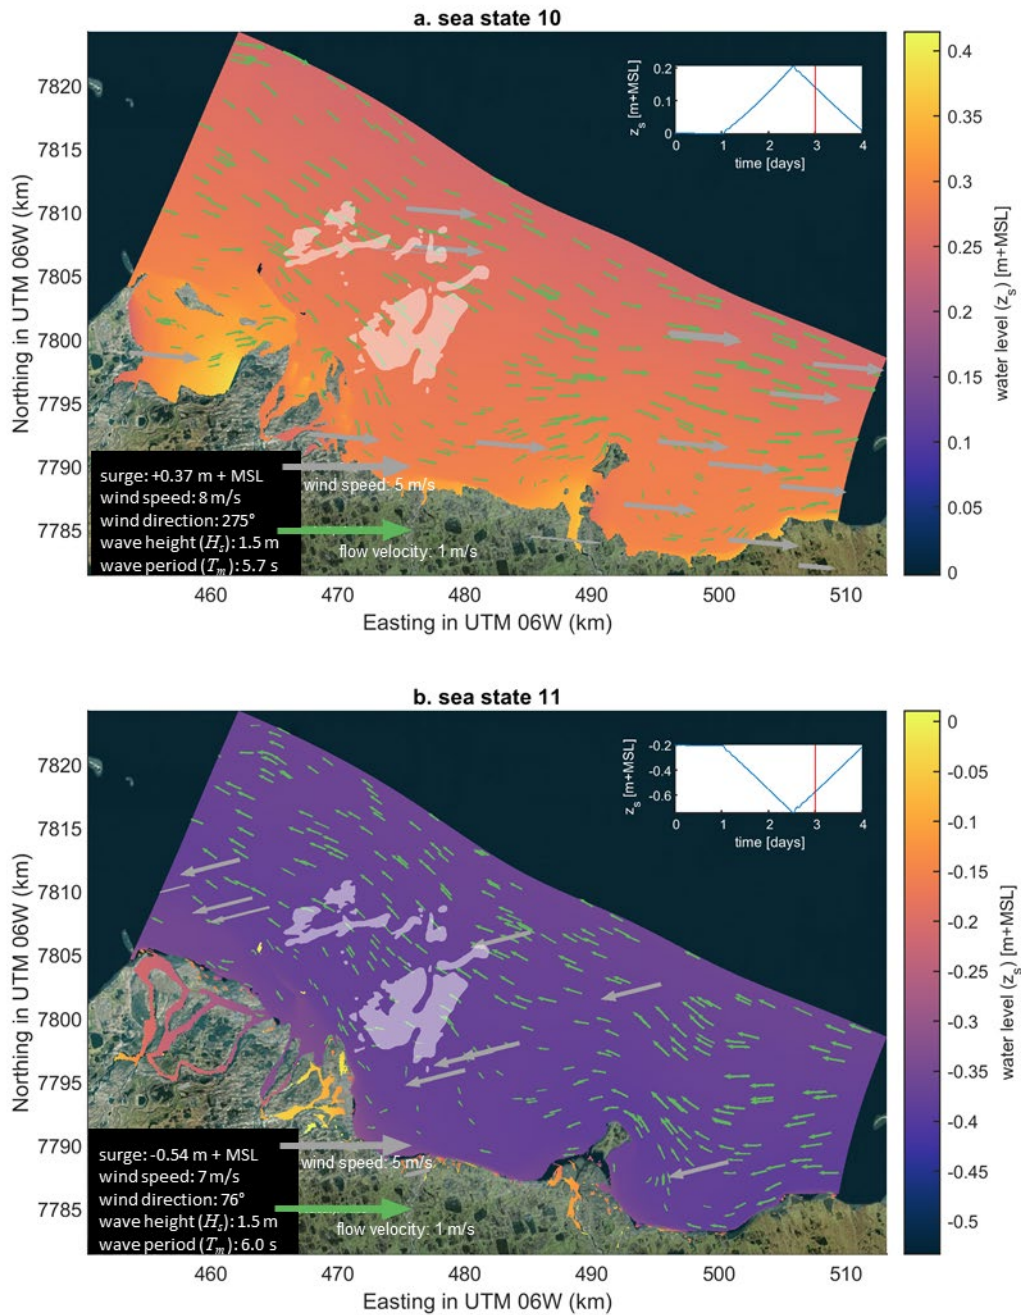 a. sea state 10
7820
7815
7810
7805
7800
7795
7790
7785
Northing in UTM 06W (km)
460
470
480
490
500
510
Easting in UTM 06W (km)
0.2
0.1
0
z_s [m+MSL]
0
1
2
3
4
time [days]
surge: +0.37 m + MSL
wind speed: 8 m/s
wind direction: 275°
wave height (H_s): 1.5 m
wave period (T_m): 5.7 s
wind speed: 5 m/s
flow velocity: 1 m/s
0.4
0.35
0.3
0.25
0.2
0.15
0.1
0.05
0
water level (z_s) [m+MSL]
b. sea state 11
7820
7815
7810
7805
7800
7795
7790
7785
Northing in UTM 06W (km)
460
470
480
490
500
510
Easting in UTM 06W (km)
-0.2
-0.4
-0.6
z_s [m+MSL]
0
1
2
3
4
time [days]
surge: -0.54 m + MSL
wind speed: 7 m/s
wind direction: 76°
wave height (H_s): 1.5 m
wave period (T_m): 6.0 s
wind speed: 5 m/s
flow velocity: 1 m/s
0
-0.05
-0.1
-0.15
-0.2
-0.25
-0.3
-0.35
-0.4
-0.45
-0.5
water level (z_s) [m+MSL]